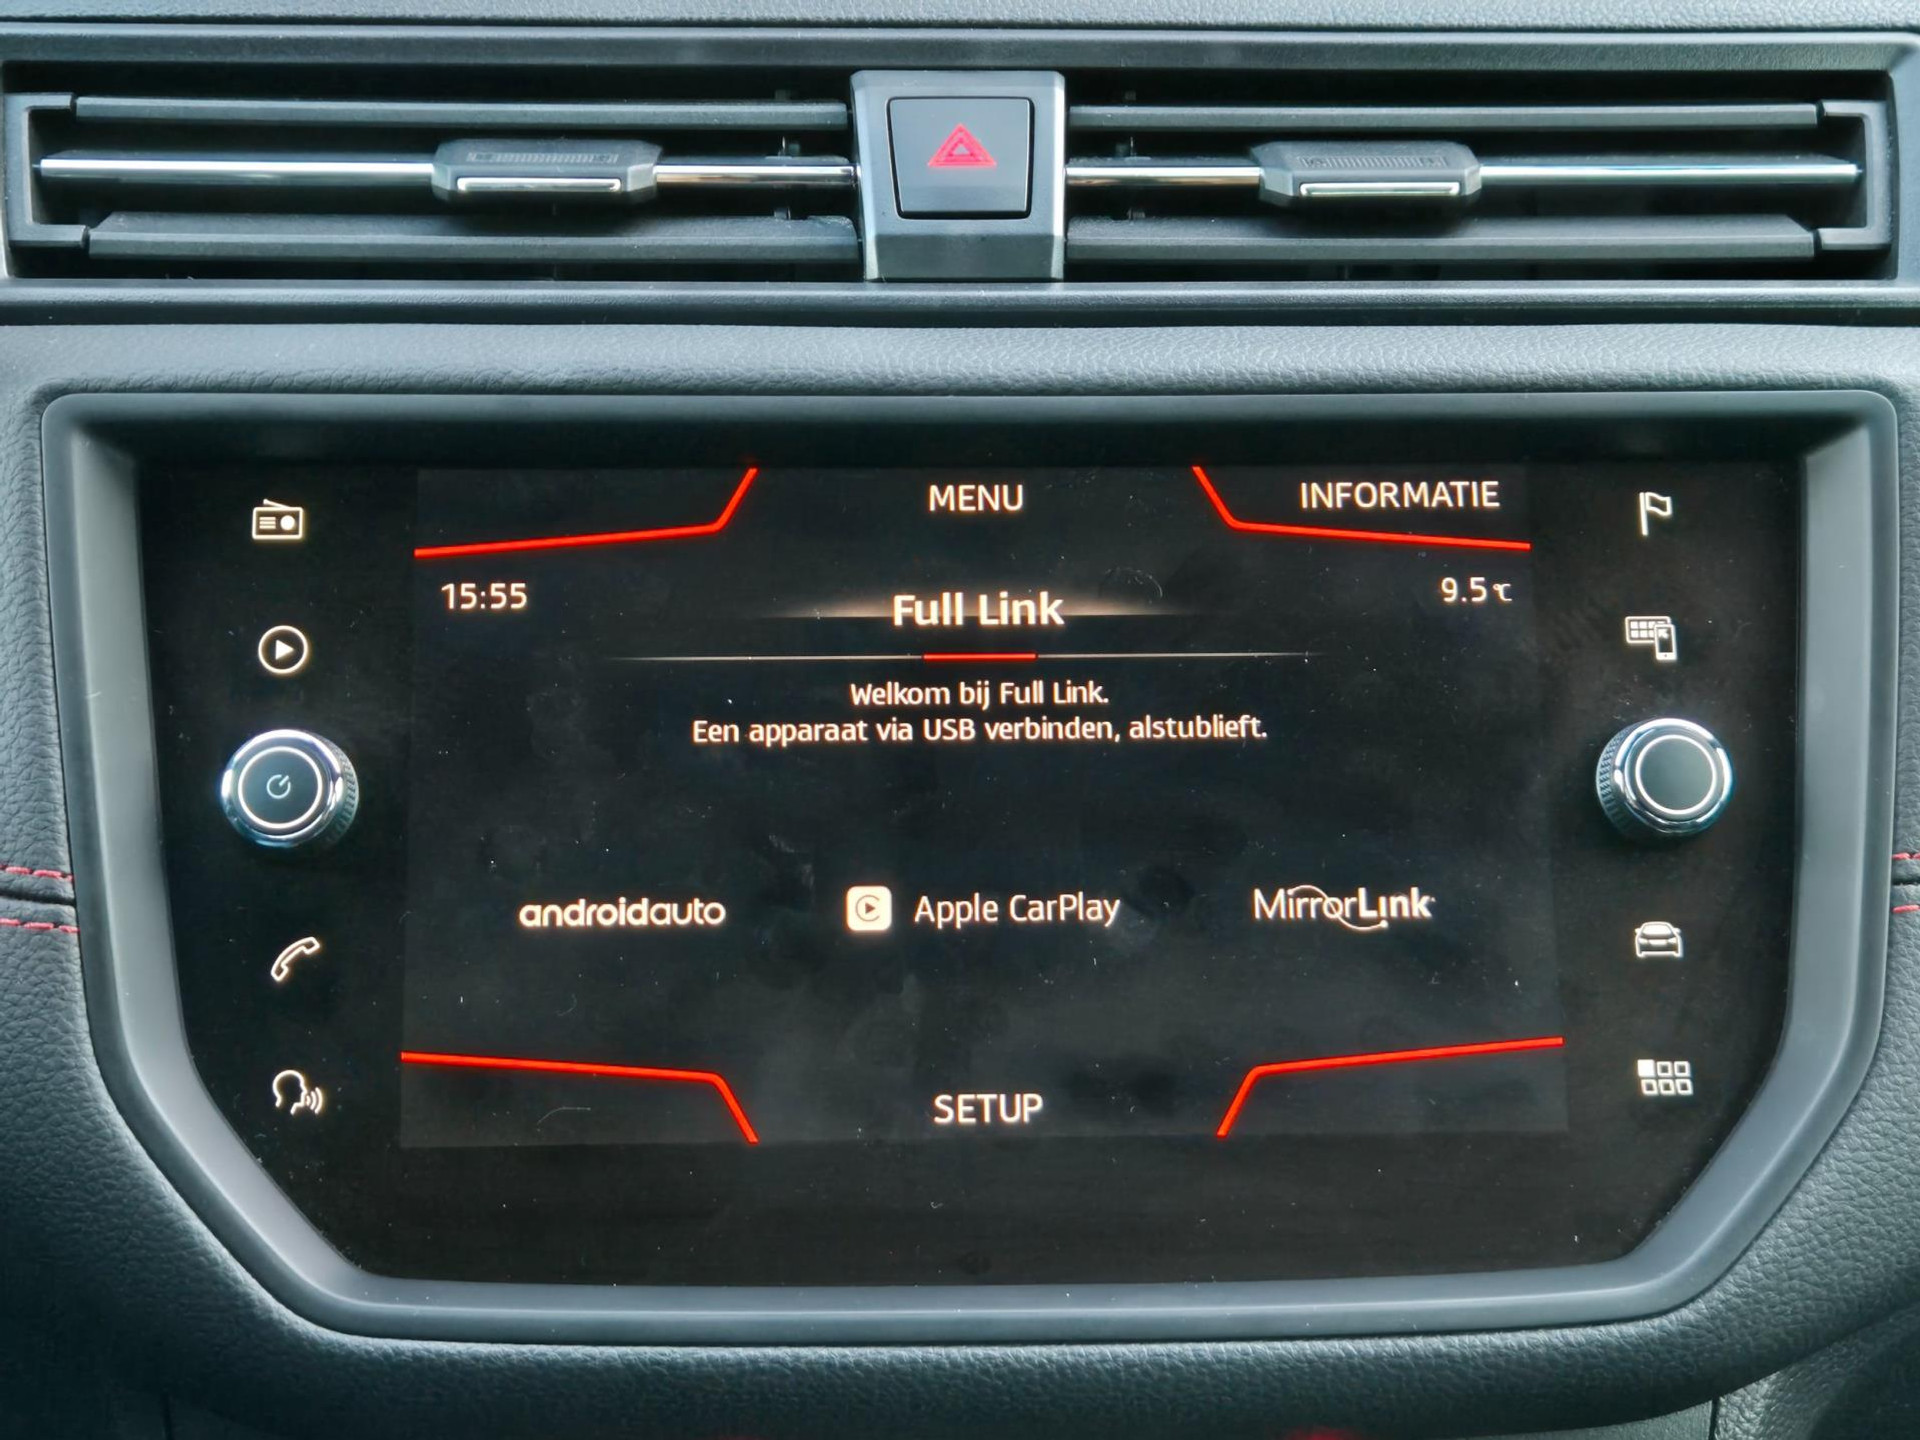 MENU
INFORMATIE
15:55
9.5 °C
Full Link
Welkom bij Full Link.
Een apparaat via USB verbinden, alstublieft.
androidauto
Apple CarPlay
MirrorLink
SETUP